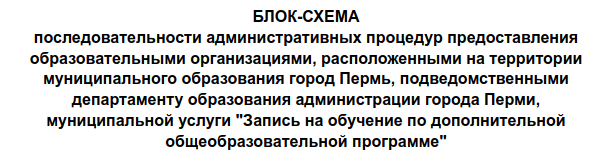 БЛОК-СХЕМА
последовательности административных процедур предоставления
образовательными организациями, расположенными на территории
муниципального образования город Пермь, подведомственными
департаменту образования администрации города Перми,
муниципальной услуги "Запись на обучение по дополнительной
общеобразовательной программе"